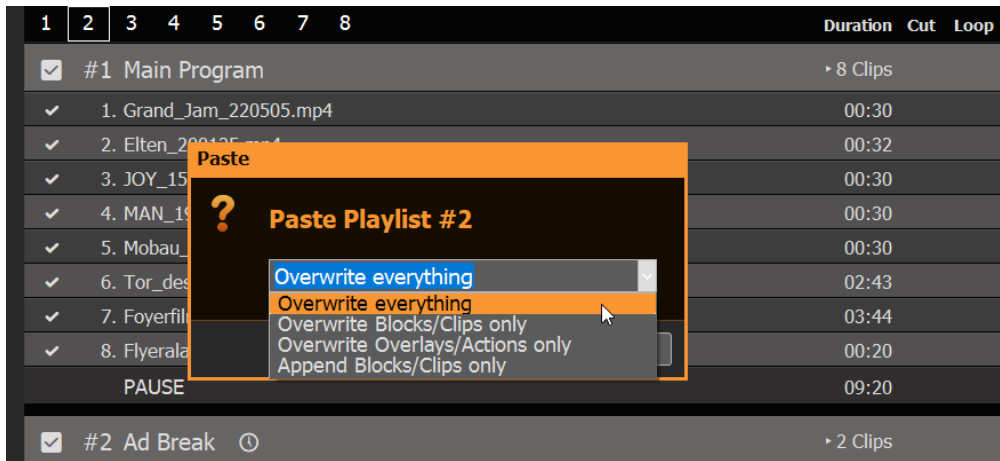 1 2 3 4 5 6 7 8 Duration Cut Loop
#1 Main Program 8 Clips
1. Grand_Jam_220505.mp4 00:30
2. Elten_200125.mp4 00:32
Paste
3. JOY_15 00:30
4. MAN_19 00:30
Paste Playlist #2
5. Mobau_ 00:30
Overwrite everything
6. Tor_des 02:43
Overwrite everything
7. Foyerfil 03:44
Overwrite Blocks/Clips only
Overwrite Overlays/Actions only
8. Flyerala 00:20
Append Blocks/Clips only
PAUSE 09:20
#2 Ad Break 2 Clips